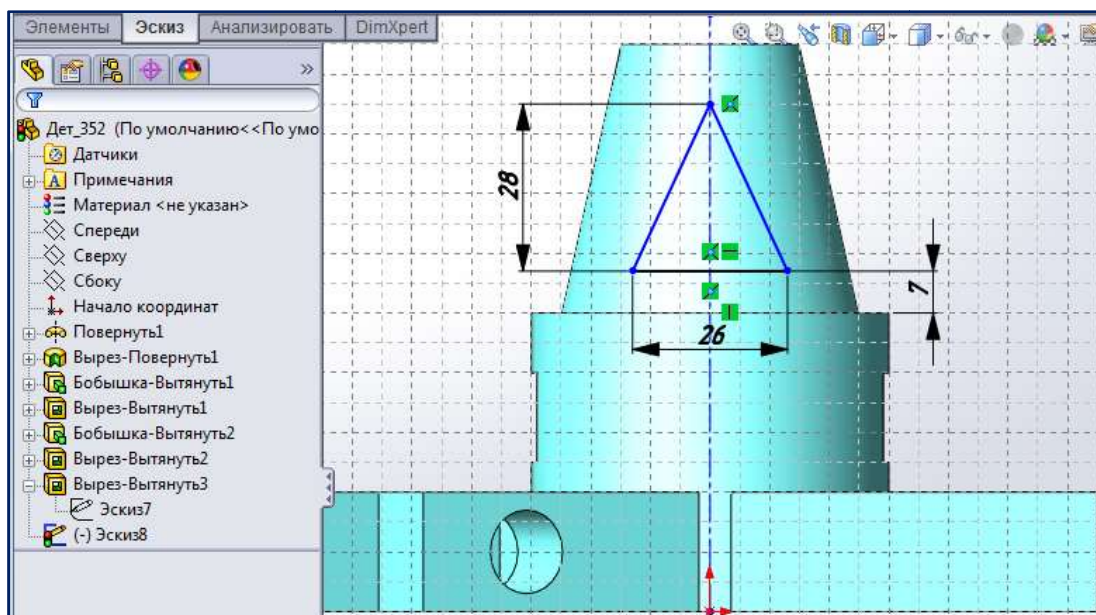 Элементы Эскиз Анализировать DimXpert
»
Дет_352 (По умолчанию<<По умо
Датчики
Примечания
Материал <не указан>
Спереди
Сверху
Сбоку
Начало координат
Повернуть1
Вырез-Повернуть1
Бобышка-Вытянуть1
Вырез-Вытянуть1
Бобышка-Вытянуть2
Вырез-Вытянуть2
Вырез-Вытянуть3
Эскиз7
(-) Эскиз8
28
7
26